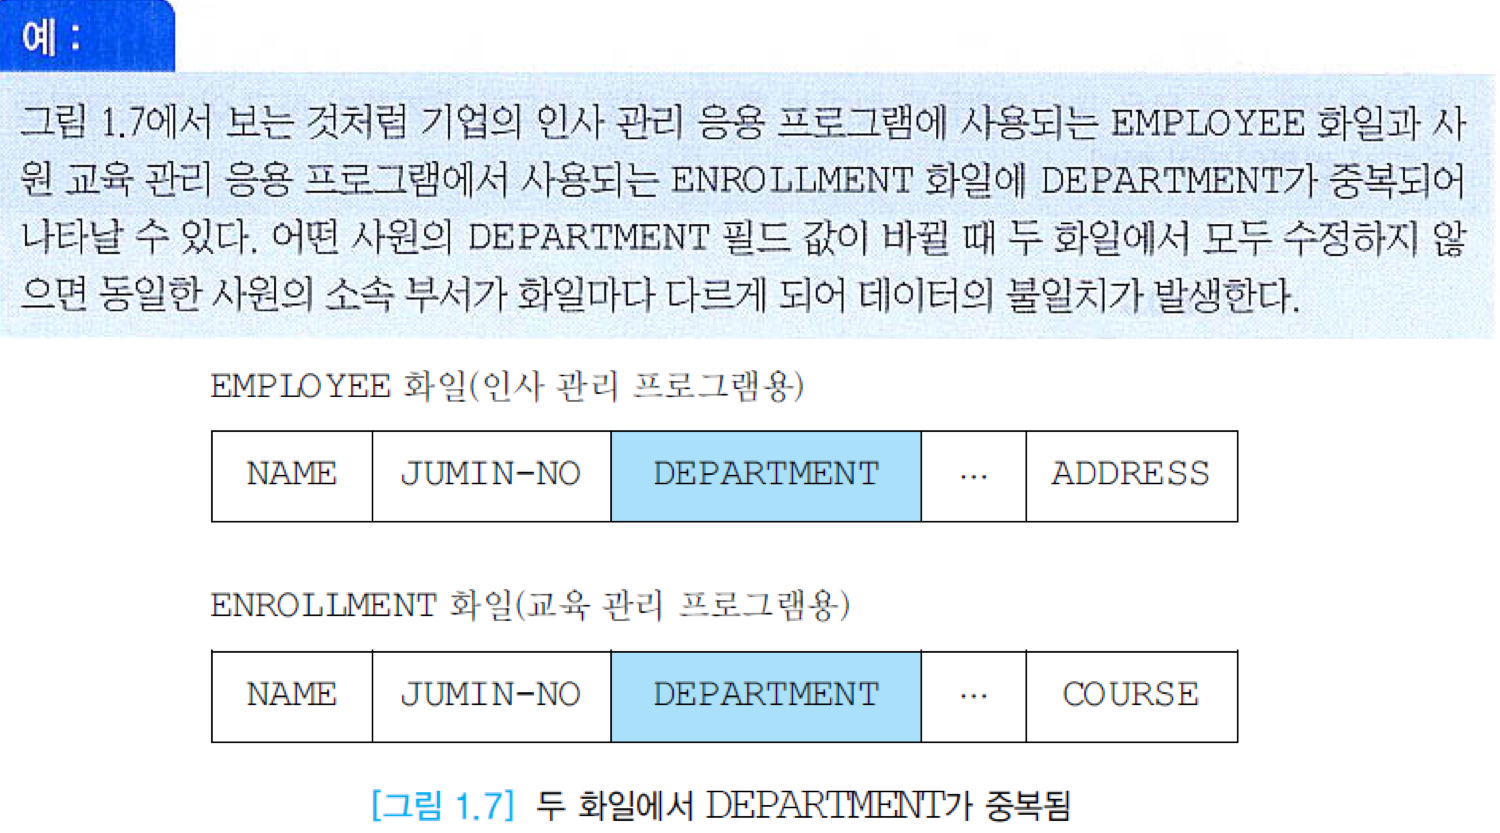 예 :
그림 1.7에서 보는 것처럼 기업의 인사 관리 응용 프로그램에 사용되는 EMPLOYEE 화일과 사
원 교육 관리 응용 프로그램에서 사용되는 ENROLLMENT 화일에 DEPARTMENT가 중복되어
나타날 수 있다. 어떤 사원의 DEPARTMENT 필드 값이 바뀔 때 두 화일에서 모두 수정하지 않
으면 동일한 사원의 소속 부서가 화일마다 다르게 되어 데이터의 불일치가 발생한다.
EMPLOYEE 화일(인사 관리 프로그램용)
NAME JUMIN-NO DEPARTMENT … ADDRESS
ENROLLMENT 화일(교육 관리 프로그램용)
NAME JUMIN-NO DEPARTMENT … COURSE
[그림 1.7] 두 화일에서 DEPARTMENT가 중복됨